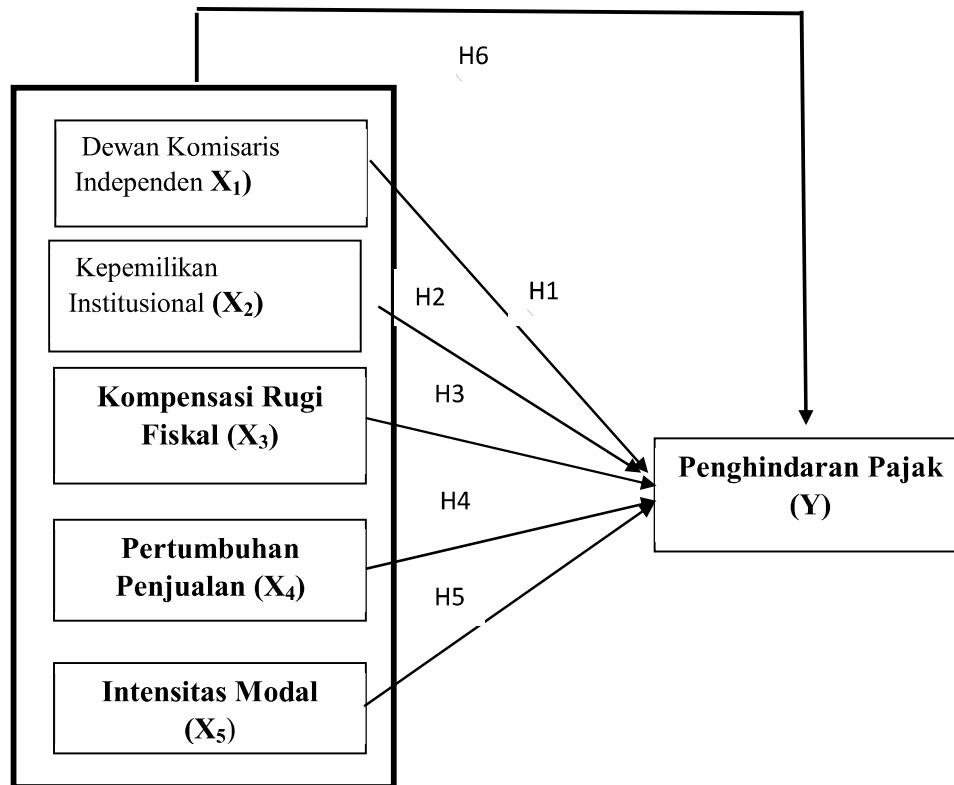 H6
Dewan Komisaris
Independen X₁)
Kepemilikan
Institusional (X₂)
H2
H1
Kompensasi Rugi
Fiskal (X₃)
H3
Penghindaran Pajak
(Y)
H4
Pertumbuhan
Penjualan (X₄)
H5
Intensitas Modal
(X₅)